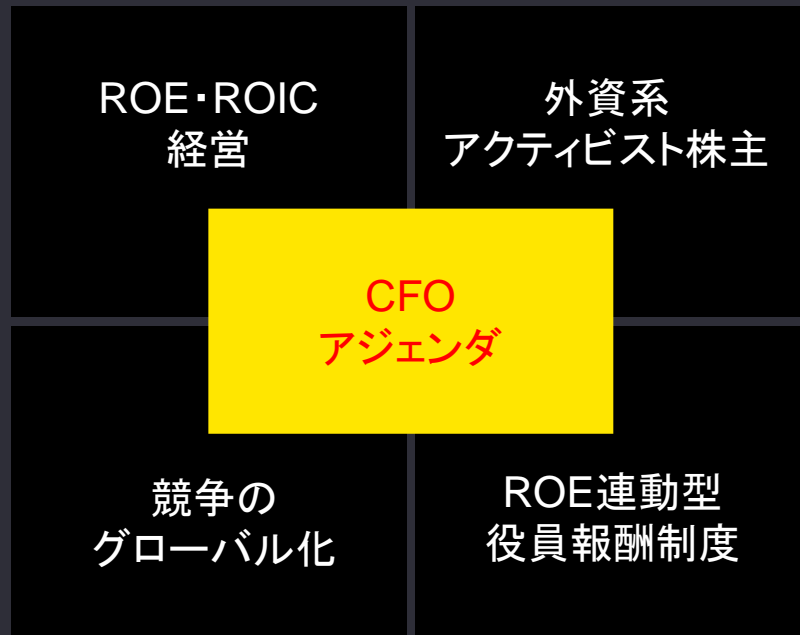 ROE・ROIC
経営
外資系
アクティビスト株主
CFO
アジェンダ
競争の
グローバル化
ROE連動型
役員報酬制度